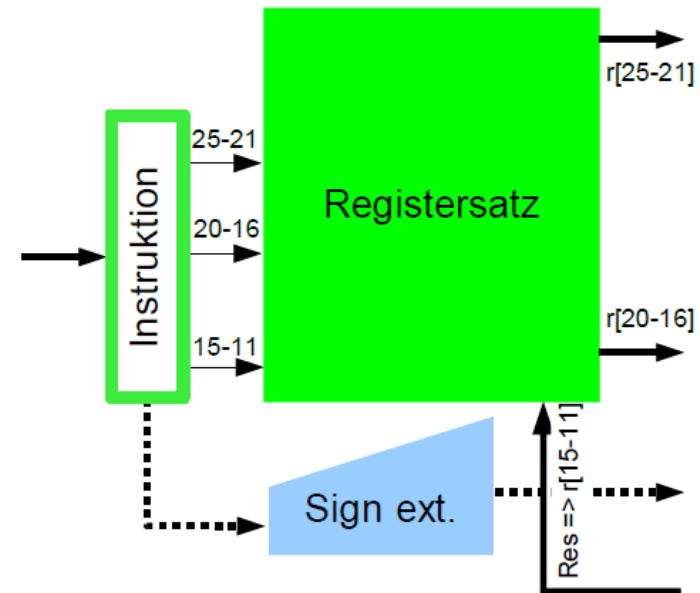 r[25-21]
25-21
Registersatz
20-16
Instruktion
r[20-16]
15-11
Res => r[15-11]
Sign ext.